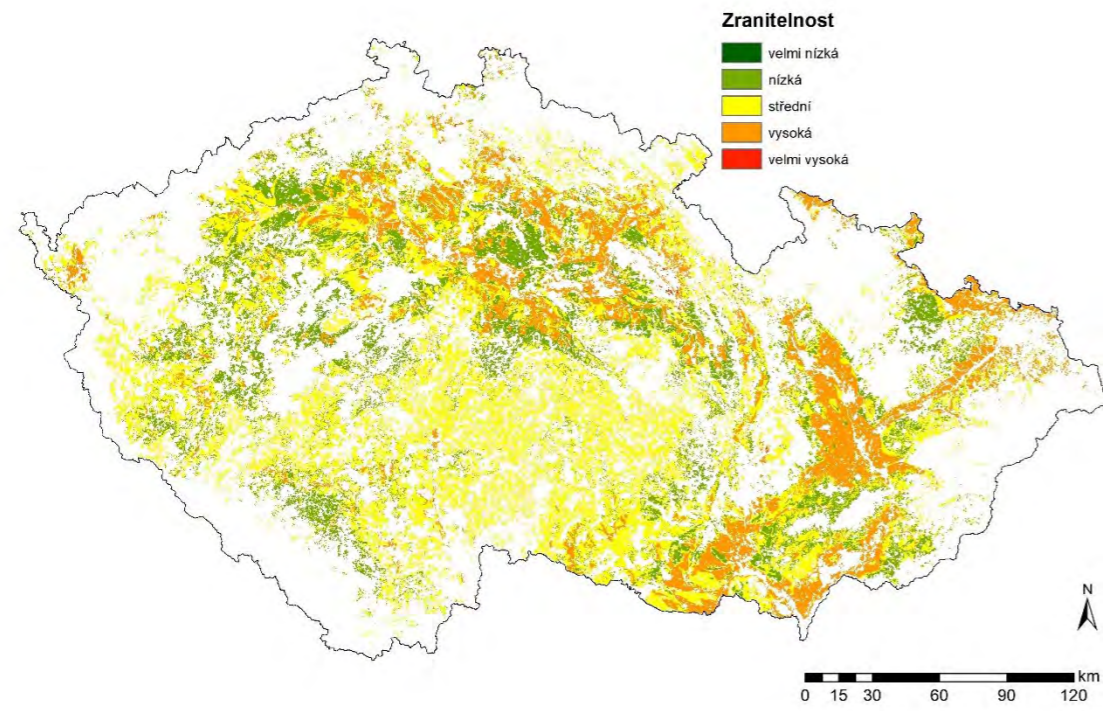 Zranitelnost
velmi nízká
nízká
střední
vysoká
velmi vysoká
N
km
0 15 30 60 90 120